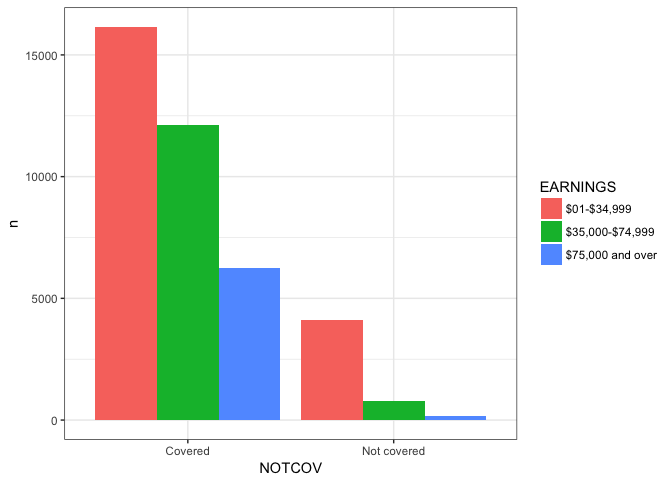 15000
10000
5000
0
n
Covered
Not covered
NOTCOV
EARNINGS
$01-$34,999
$35,000-$74,999
$75,000 and over